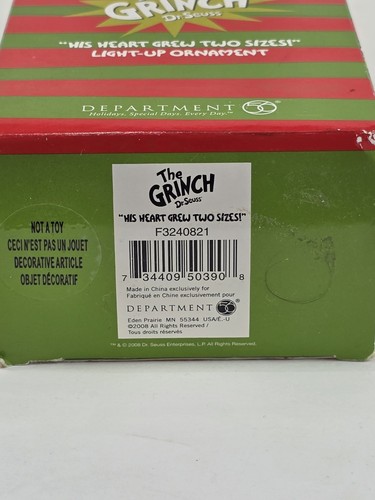 GRINCH
Dr. Seuss
"HIS HEART GREW TWO SIZES!"
LIGHT-UP ORNAMENT
DEPARTMENT 56®
Holidays, Special Days, Every Day.™
The
GRINCH
Dr. Seuss
"HIS HEART GREW TWO SIZES!"
F3240821
7 34409 50390 8
Made in China exclusively for
Fabriqué en Chine exclusivement pour
DEPARTMENT 56®
Eden Prairie MN 55344 USA/É.-U
©2008 All Rights Reserved /
Tous droits réservés
NOT A TOY
CECI N'EST PAS UN JOUET
DECORATIVE ARTICLE
OBJET DÉCORATIF
™ & © 2008 Dr. Seuss Enterprises, L.P. All Rights Reserved.